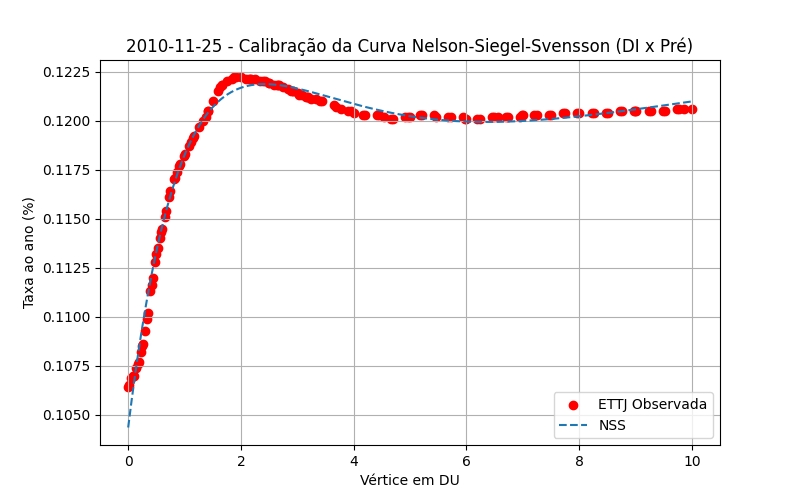 2010-11-25 - Calibração da Curva Nelson-Siegel-Svensson (DI x Pré)
0.1225
0.1200
0.1175
0.1150
0.1125
0.1100
0.1075
0.1050
Taxa ao ano (%)
ETTJ Observada
NSS
0 2 4 6 8 10
Vértice em DU